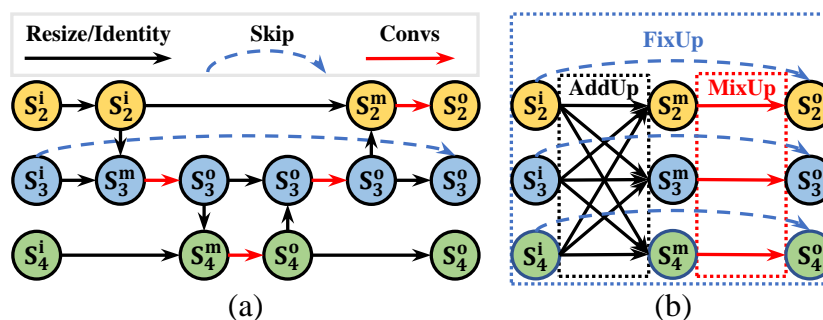 Resize/Identity Skip Convs
FixUp
AddUp MixUp
S₂ⁱ S₂ⁱ S₂ᵐ S₂ᵒ S₂ⁱ S₂ᵐ S₂ᵒ
S₃ⁱ S₃ᵐ S₃ᵒ S₃ᵒ S₃ᵒ S₃ᵒ S₃ⁱ S₃ᵐ S₃ᵒ
S₄ⁱ S₄ᵐ S₄ᵒ S₄ᵒ S₄ⁱ S₄ᵐ S₄ᵒ
(a) (b)